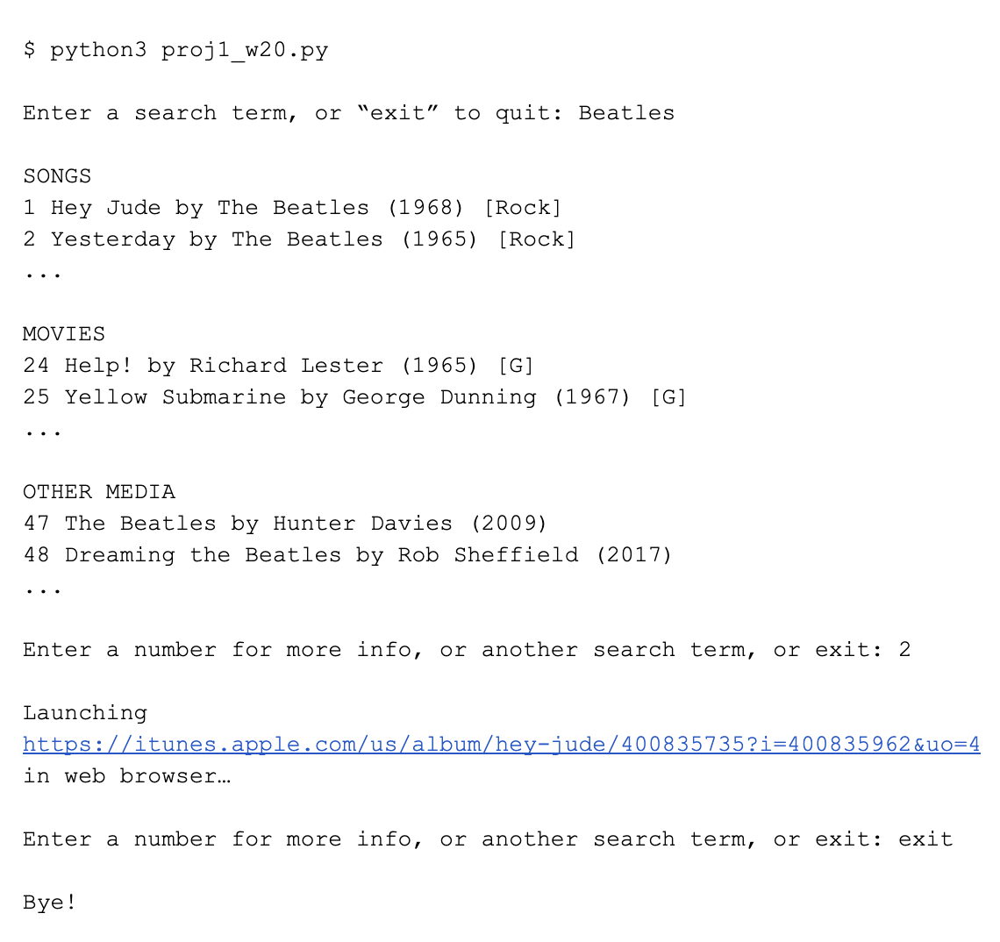 $ python3 proj1_w20.py
Enter a search term, or “exit” to quit: Beatles
SONGS
1 Hey Jude by The Beatles (1968) [Rock]
2 Yesterday by The Beatles (1965) [Rock]
...
MOVIES
24 Help! by Richard Lester (1965) [G]
25 Yellow Submarine by George Dunning (1967) [G]
...
OTHER MEDIA
47 The Beatles by Hunter Davies (2009)
48 Dreaming the Beatles by Rob Sheffield (2017)
...
Enter a number for more info, or another search term, or exit: 2
Launching
https://itunes.apple.com/us/album/hey-jude/400835735?i=400835962&uo=4
in web browser…
Enter a number for more info, or another search term, or exit: exit
Bye!